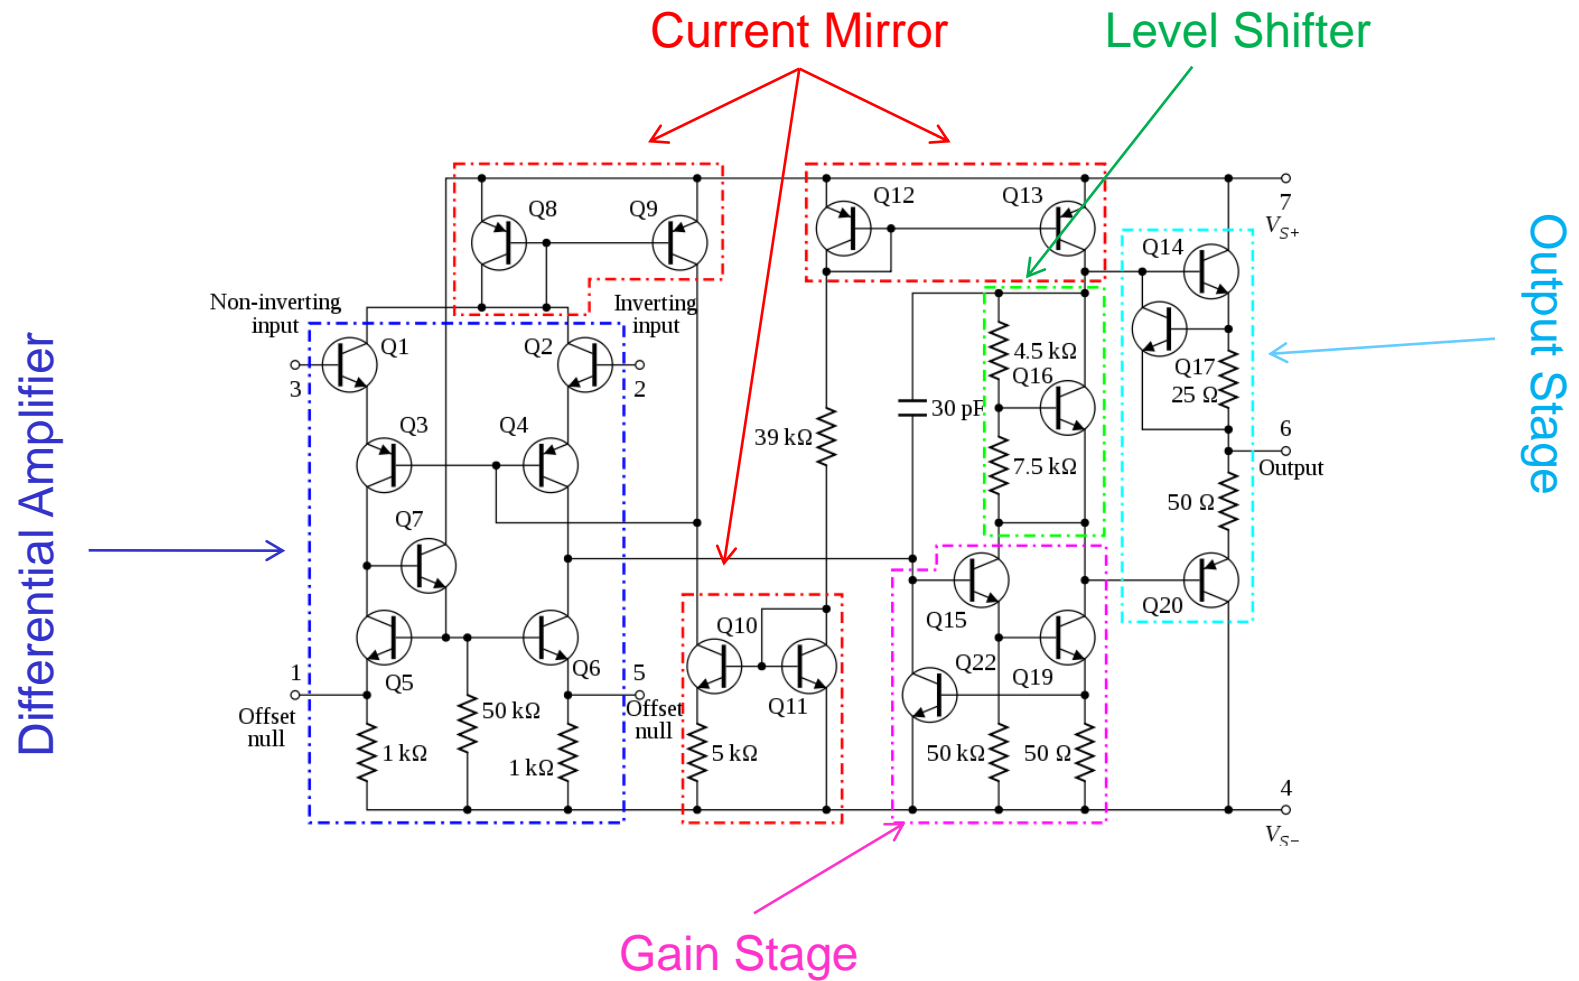 Current Mirror
Level Shifter
Differential Amplifier
Output Stage
Gain Stage
Q8
Q9
Q12
Q13
7
V_S+
Q14
Non-inverting
input
Inverting
input
Q1
Q2
3
2
4.5 kΩ
Q16
Q17
25 Ω
30 pF
Q3
Q4
39 kΩ
6
Output
7.5 kΩ
50 Ω
Q7
Q15
Q20
Q10
Q22
Q19
1
Q5
Q6
5
Offset
null
50 kΩ
Offset
null
Q11
1 kΩ
1 kΩ
5 kΩ
50 kΩ
50 Ω
4
V_S−